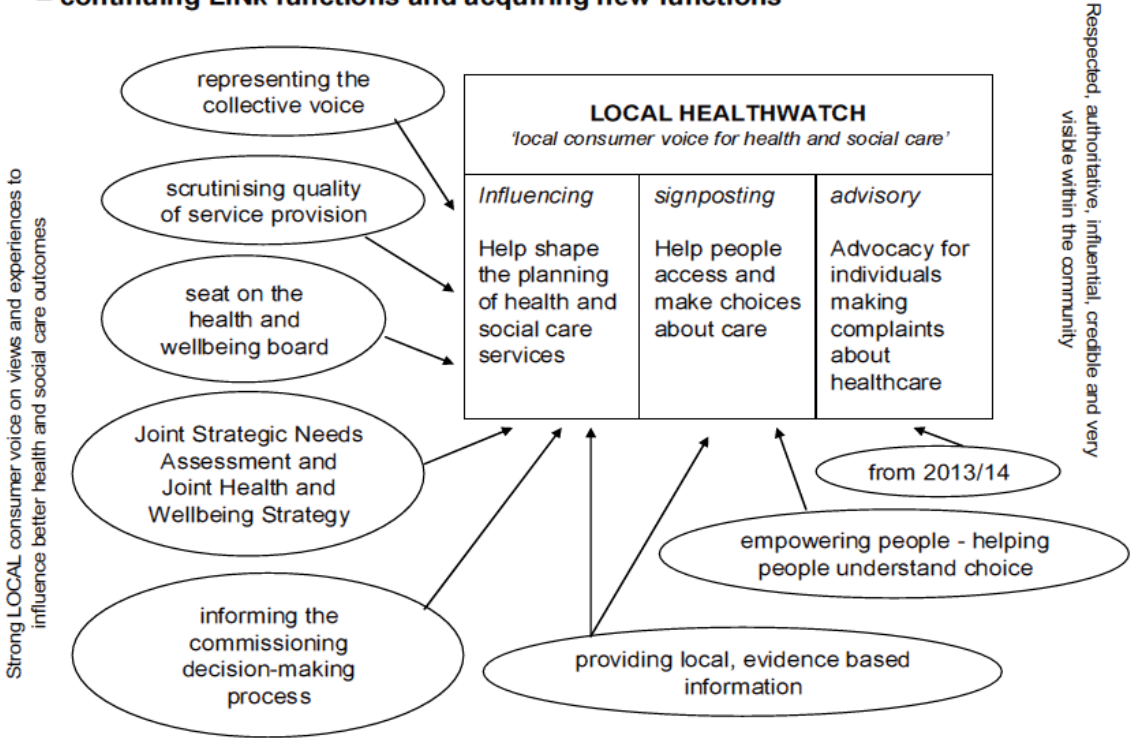 – continuing LINk functions and acquiring new functions
representing the
collective voice
scrutinising quality
of service provision
seat on the
health and
wellbeing board
Joint Strategic Needs
Assessment and
Joint Health and
Wellbeing Strategy
informing the
commissioning
decision-making
process
LOCAL HEALTHWATCH
'local consumer voice for health and social care'
Influencing
Help shape
the planning
of health and
social care
services
signposting
Help people
access and
make choices
about care
advisory
Advocacy for
individuals
making
complaints
about
healthcare
from 2013/14
empowering people - helping
people understand choice
providing local, evidence based
information
Strong LOCAL consumer voice on views and experiences to
influence better health and social care outcomes
Respected, authoritative, influential, credible and very
visible within the community